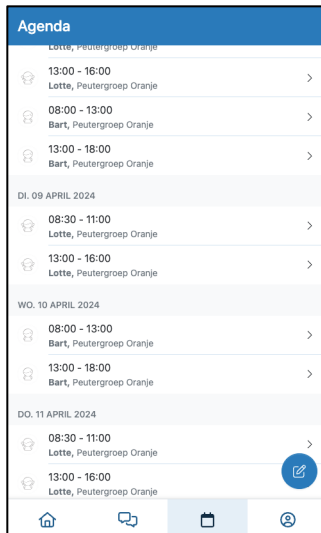 Agenda
Lotte, Peutergroep Oranje
13:00 - 16:00
Lotte, Peutergroep Oranje
08:00 - 13:00
Bart, Peutergroep Oranje
13:00 - 18:00
Bart, Peutergroep Oranje
DI. 09 APRIL 2024
08:30 - 11:00
Lotte, Peutergroep Oranje
13:00 - 16:00
Lotte, Peutergroep Oranje
WO. 10 APRIL 2024
08:00 - 13:00
Bart, Peutergroep Oranje
13:00 - 18:00
Bart, Peutergroep Oranje
DO. 11 APRIL 2024
08:30 - 11:00
Lotte, Peutergroep Oranje
13:00 - 16:00
Lotte, Peutergroep Oranje